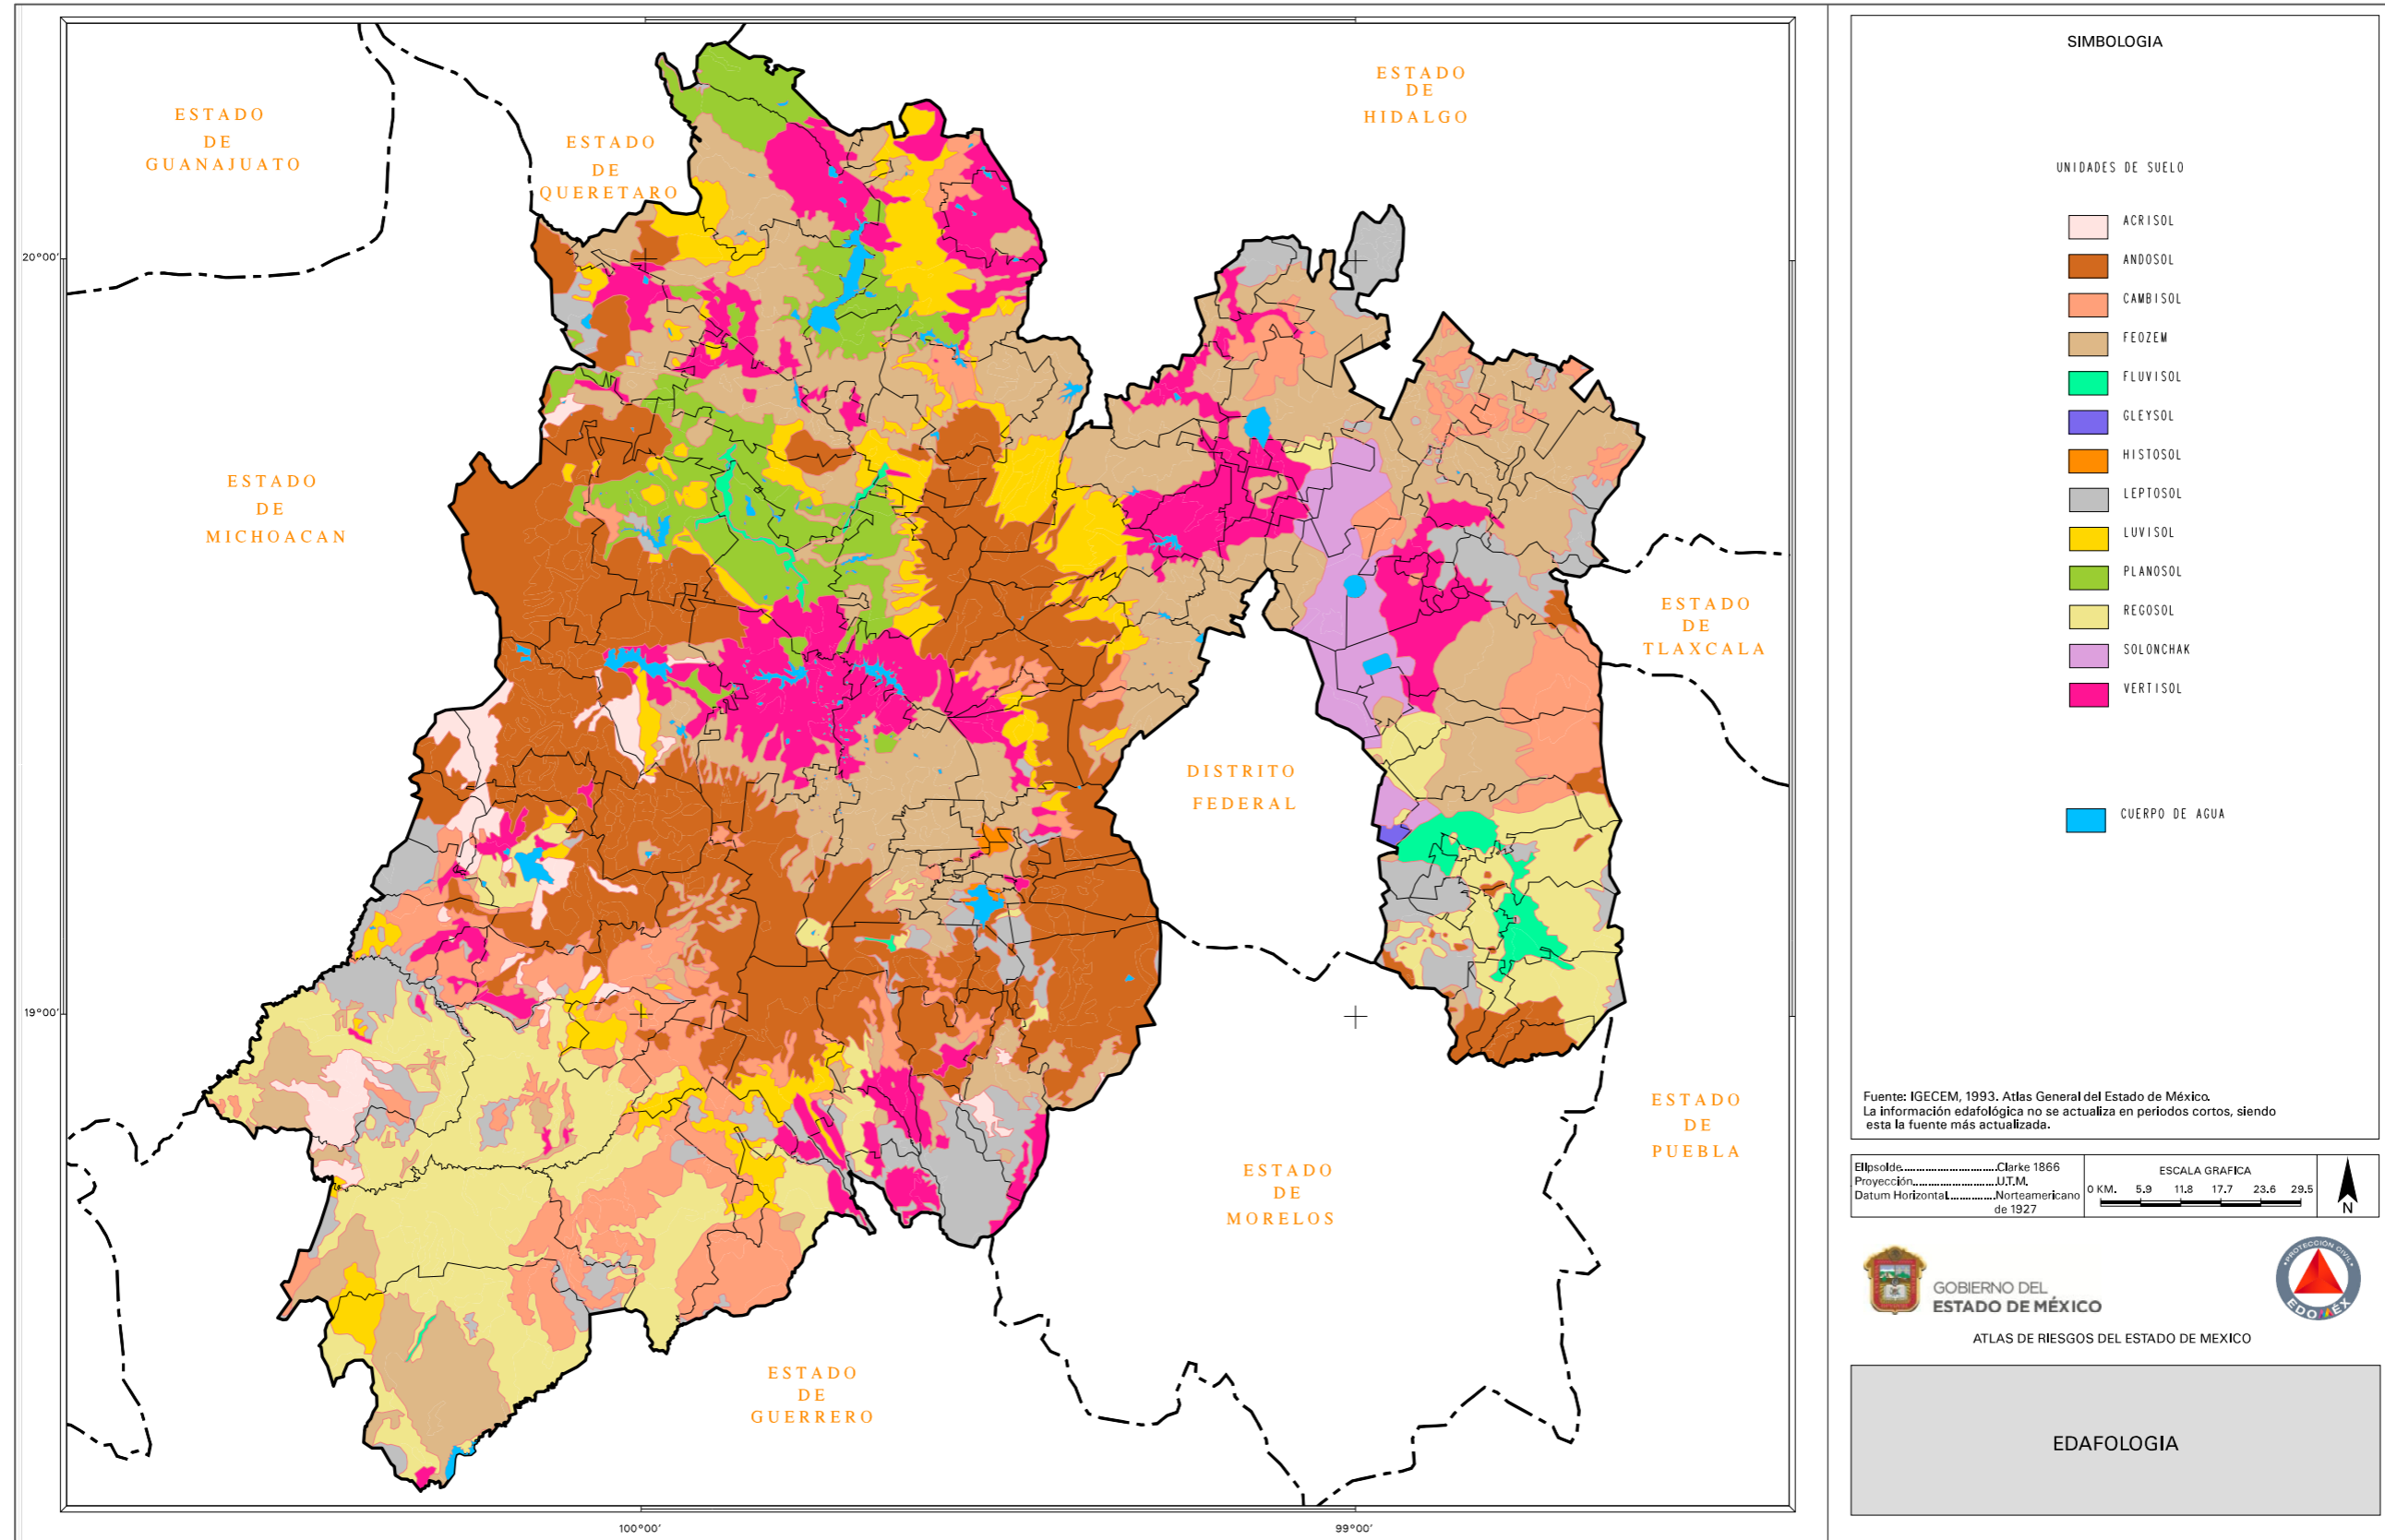 ESTADO
DE
GUANAJUATO
ESTADO
DE
QUERETARO
ESTADO
DE
HIDALGO
ESTADO
DE
MICHOACAN
ESTADO
DE
TLAXCALA
DISTRITO
FEDERAL
ESTADO
DE
PUEBLA
ESTADO
DE
MORELOS
ESTADO
DE
GUERRERO
20°00'
19°00'
100°00'
99°00'
SIMBOLOGIA
UNIDADES DE SUELO
ACRISOL
ANDOSOL
CAMBISOL
FEOZEM
FLUVISOL
GLEYSOL
HISTOSOL
LEPTOSOL
LUVISOL
PLANOSOL
REGOSOL
SOLONCHAK
VERTISOL
CUERPO DE AGUA
Fuente: IGECEM, 1993. Atlas General del Estado de México.
La información edafológica no se actualiza en periodos cortos, siendo
esta la fuente más actualizada.
Elipsoide.............................Clarke 1866
Proyección.........................U.T.M.
Datum Horizontal..............Norteamericano
de 1927
ESCALA GRAFICA
0 KM. 5.9 11.8 17.7 23.6 29.5
N
GOBIERNO DEL
ESTADO DE MÉXICO
PROTECCIÓN CIVIL
EDOMEX
ATLAS DE RIESGOS DEL ESTADO DE MEXICO
EDAFOLOGIA